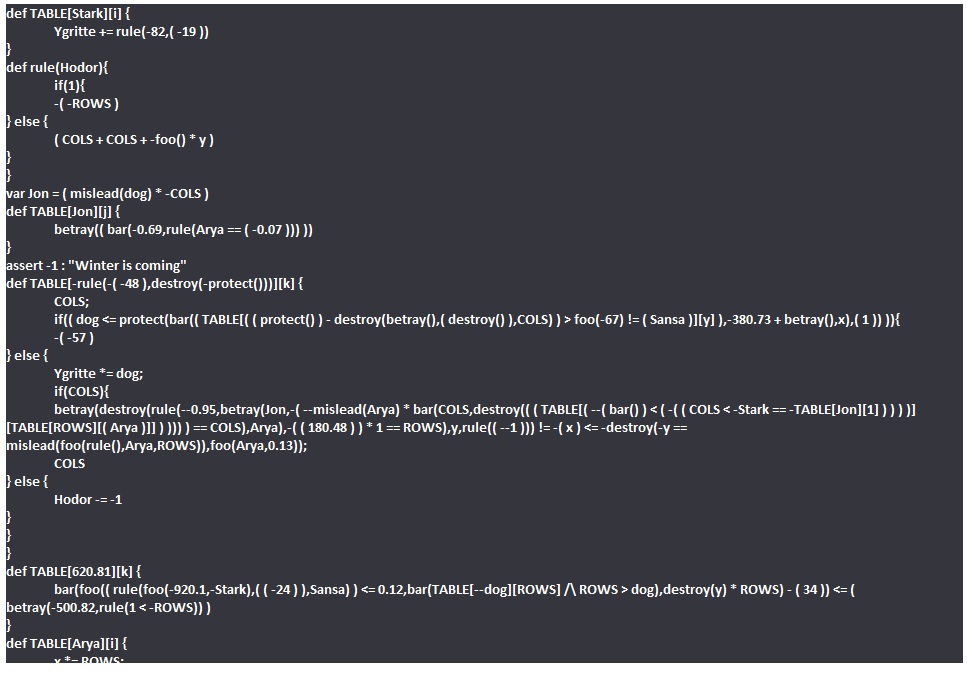 def TABLE[Stark][i] {
Ygritte += rule(-82,( -19 ))
}
def rule(Hodor){
if(1){
-( -ROWS )
} else {
( COLS + COLS + -foo() * y )
}
}
var Jon = ( mislead(dog) * -COLS )
def TABLE[Jon][j] {
betray(( bar(-0.69,rule(Arya == ( -0.07 ))) ))
}
assert -1 : "Winter is coming"
def TABLE[-rule(-( -48 ),destroy(-protect()))][k] {
COLS;
if(( dog <= protect(bar(( TABLE[( ( protect() ) - destroy(betray(),( destroy() ),COLS) ) > foo(-67) != ( Sansa )][y] ),-380.73 + betray(),x),( 1 )) )){
-( -57 )
} else {
Ygritte *= dog;
if(COLS){
betray(destroy(rule(--0.95,betray(Jon,-( --mislead(Arya) * bar(COLS,destroy(( ( TABLE[( --( bar() ) < ( -( ( COLS < -Stark == -TABLE[Jon][1] ) ) ) )]
[TABLE[ROWS][( Arya )]] ) ))) ) == COLS),Arya),-( ( 180.48 ) ) * 1 == ROWS),y,rule(( --1 ))) != -( x ) <= -destroy(-y ==
mislead(foo(rule(),Arya,ROWS)),foo(Arya,0.13));
COLS
} else {
Hodor -= -1
}
}
}
def TABLE[620.81][k] {
bar(foo(( rule(foo(-920.1,-Stark),( ( -24 ) ),Sansa) ) <= 0.12,bar(TABLE[--dog][ROWS] /\ ROWS > dog),destroy(y) * ROWS) - ( 34 )) <= (
betray(-500.82,rule(1 < -ROWS)) )
}
def TABLE[Arya][i] {
x *= ROWS;